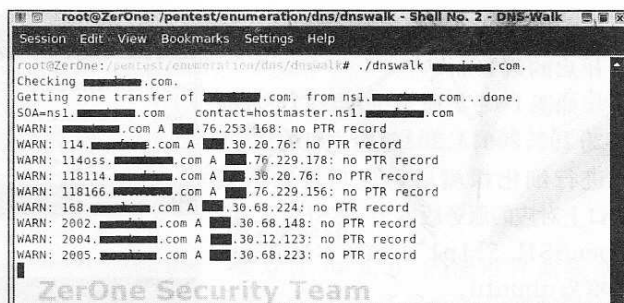 root@ZerOne: /pentest/enumeration/dns/dnswalk - Shell No. 2 - DNS-Walk
Session Edit View Bookmarks Settings Help
root@ZerOne:/pentest/enumeration/dns/dnswalk# ./dnswalk .com.
Checking .com.
Getting zone transfer of .com. from ns1. .com...done.
SOA=ns1. .com contact=hostmaster.ns1. .com
WARN: .com A .76.253.168: no PTR record
WARN: 114. .com A .30.20.76: no PTR record
WARN: 114oss. .com A .76.229.178: no PTR record
WARN: 118114. .com A .30.20.76: no PTR record
WARN: 118166. .com A .76.229.156: no PTR record
WARN: 168. .com A .30.68.224: no PTR record
WARN: 2002. .com A .30.68.148: no PTR record
WARN: 2004. .com A .30.12.123: no PTR record
WARN: 2005. .com A .30.68.223: no PTR record
ZerOne Security Team